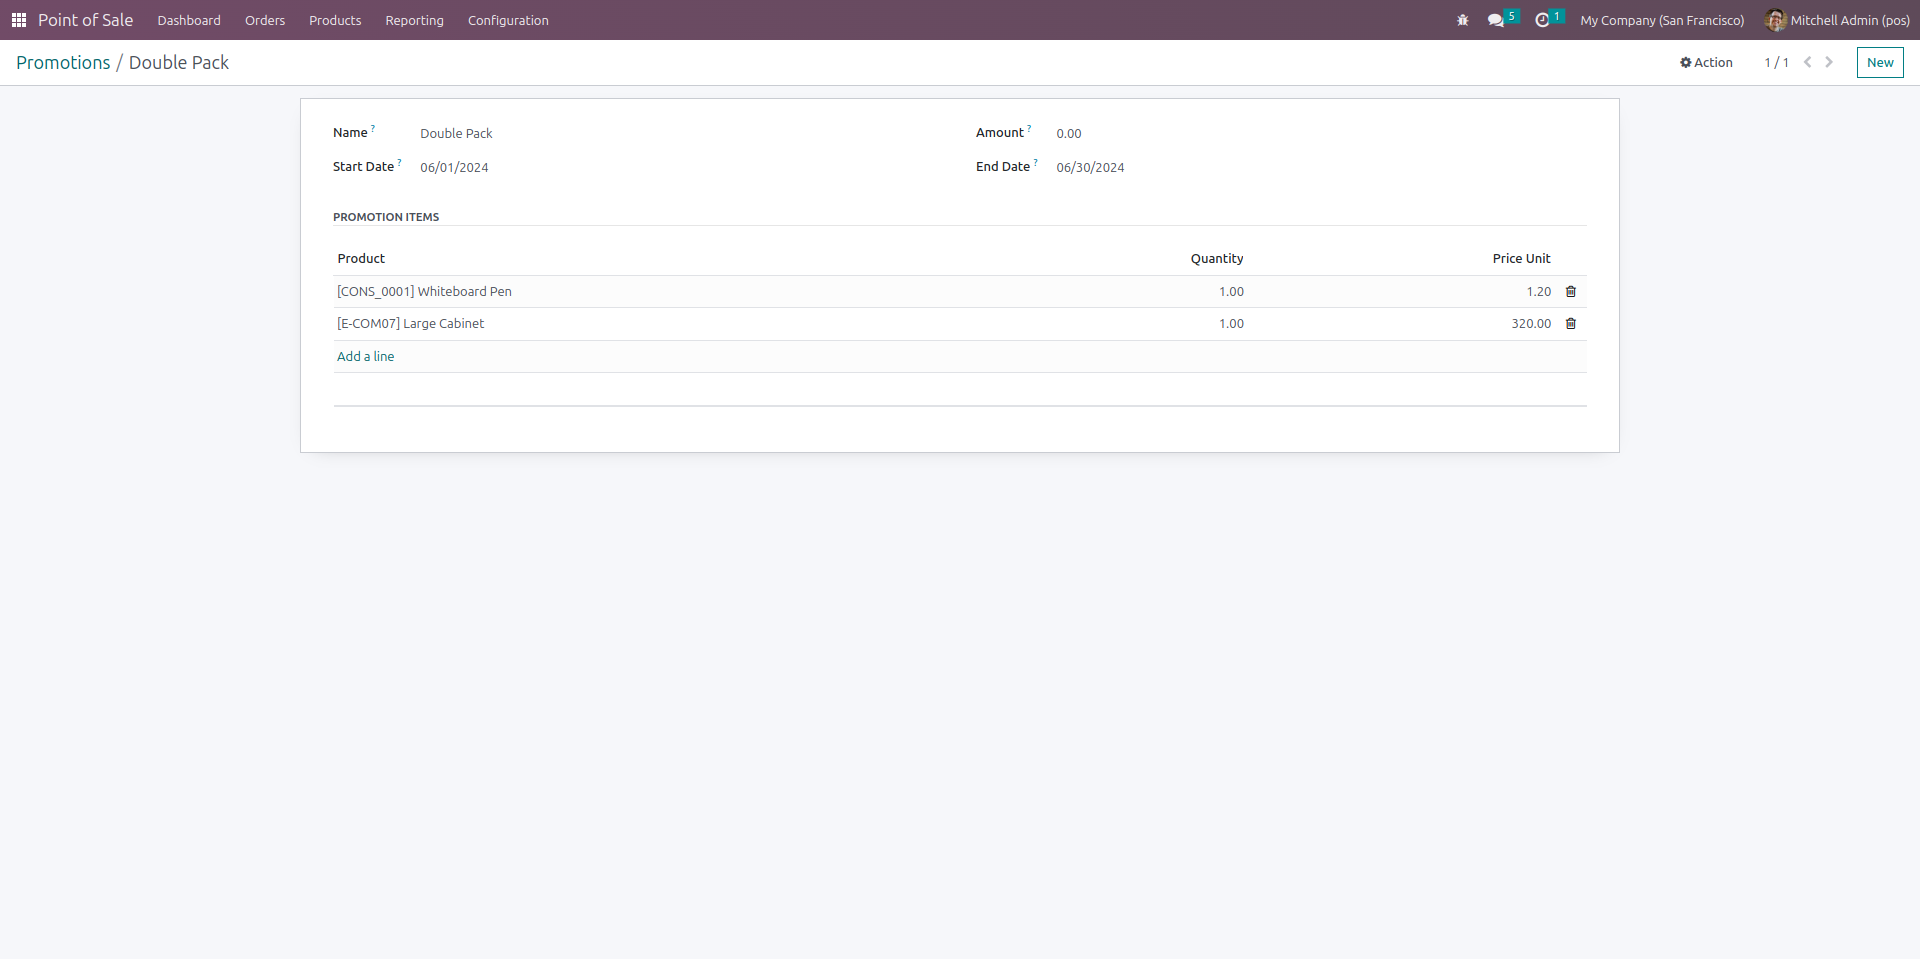 Point of Sale Dashboard Orders Products Reporting Configuration 5 1 My Company (San Francisco) Mitchell Admin (pos)
Promotions / Double Pack Action 1 / 1 New
Name ? Double Pack Amount ? 0.00
Start Date ? 06/01/2024 End Date ? 06/30/2024
PROMOTION ITEMS
Product Quantity Price Unit
[CONS_0001] Whiteboard Pen 1.00 1.20
[E-COM07] Large Cabinet 1.00 320.00
Add a line